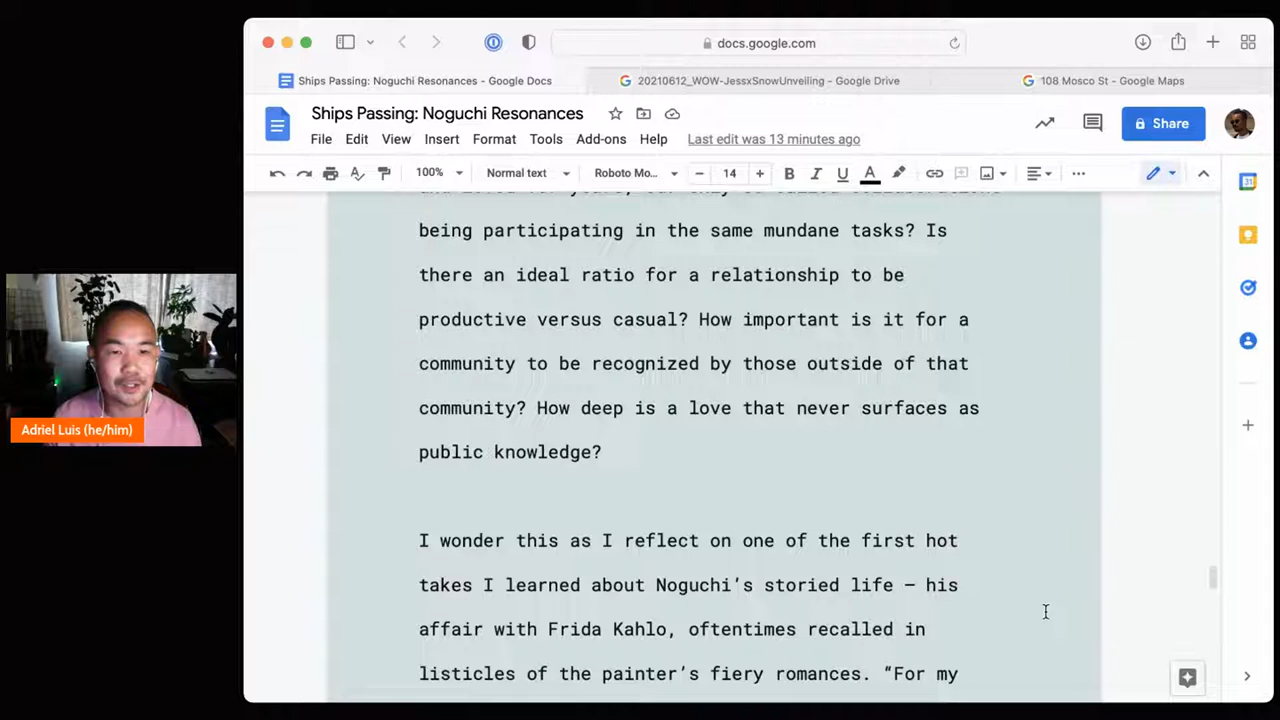 docs.google.com
Ships Passing: Noguchi Resonances - Google Docs
20210612_WOW-JessxSnowUnveiling - Google Drive
108 Mosco St - Google Maps
Ships Passing: Noguchi Resonances
Share
File Edit View Insert Format Tools Add-ons Help Last edit was 13 minutes ago
100% Normal text Roboto Mo... 14 B I U A
being participating in the same mundane tasks? Is
there an ideal ratio for a relationship to be
productive versus casual? How important is it for a
community to be recognized by those outside of that
community? How deep is a love that never surfaces as
public knowledge?
I wonder this as I reflect on one of the first hot
takes I learned about Noguchi’s storied life – his
affair with Frida Kahlo, oftentimes recalled in
listicles of the painter’s fiery romances. “For my
Adriel Luis (he/him)
31